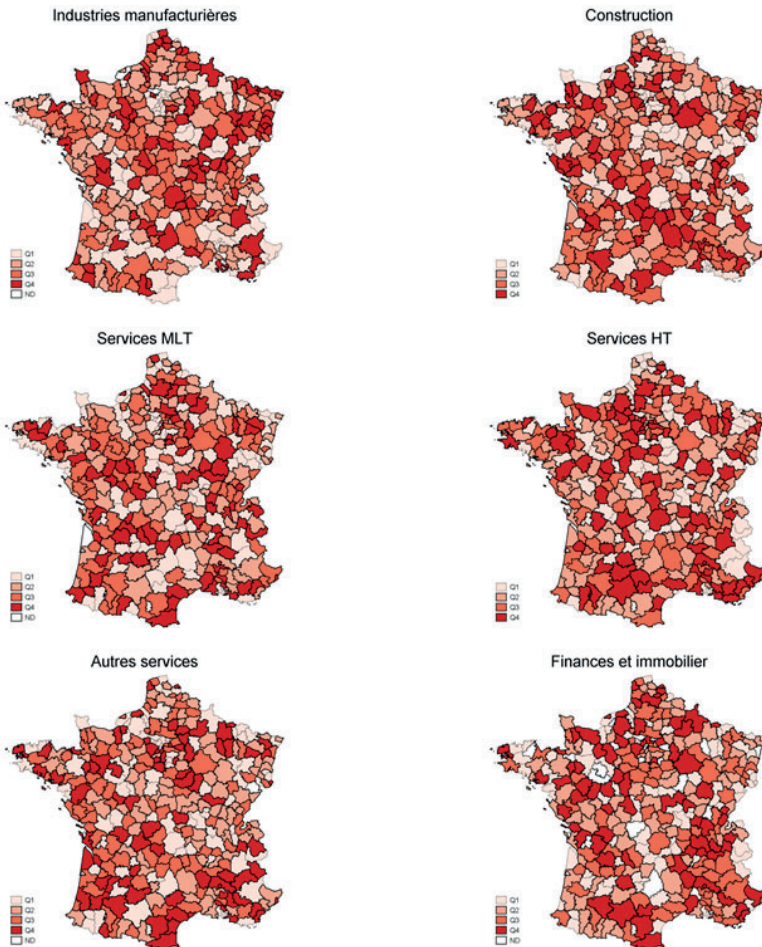 Industries manufacturières
Construction
Q1
Q2
Q3
Q4
ND
Q1
Q2
Q3
Q4
Services MLT
Services HT
Q1
Q2
Q3
Q4
ND
Q1
Q2
Q3
Q4
Autres services
Finances et immobilier
Q1
Q2
Q3
Q4
ND
Q1
Q2
Q3
Q4
ND